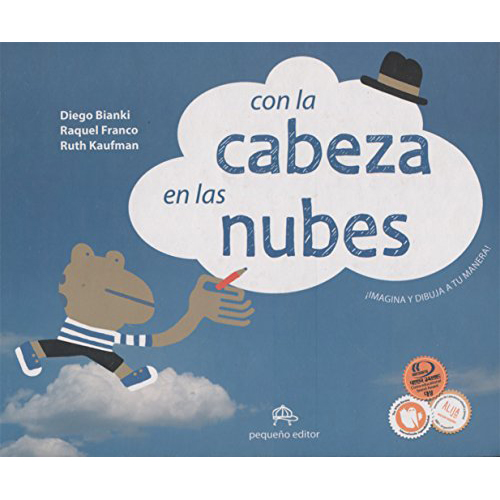 Diego Bianki
Raquel Franco
Ruth Kaufman
con la
cabeza
en las
nubes
¡IMAGINA Y DIBUJA A TU MANERA!
ALIJA
pequeño editor